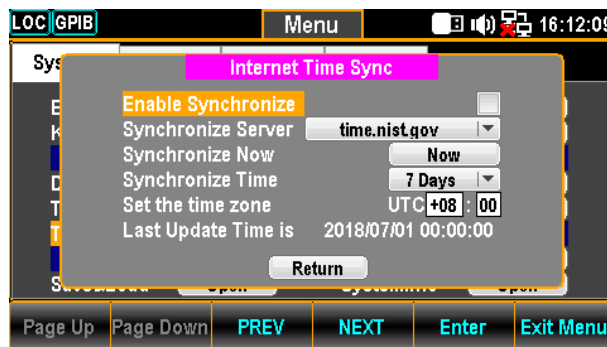 LOC GPIB Menu 16:12:09
Sys
Internet Time Sync
Enable Synchronize
Synchronize Server time.nist.gov
Synchronize Now Now
Synchronize Time 7 Days
Set the time zone UTC +08 : 00
Last Update Time is 2018/07/01 00:00:00
Return
Page Up Page Down PREV NEXT Enter Exit Menu